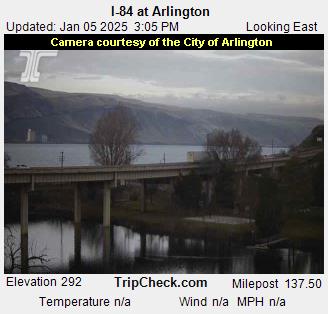 I-84 at Arlington
Updated: Jan 05 2025 3:05 PM Looking East
Camera courtesy of the City of Arlington
Elevation 292 TripCheck.com Milepost 137.50
Temperature n/a Wind n/a MPH n/a